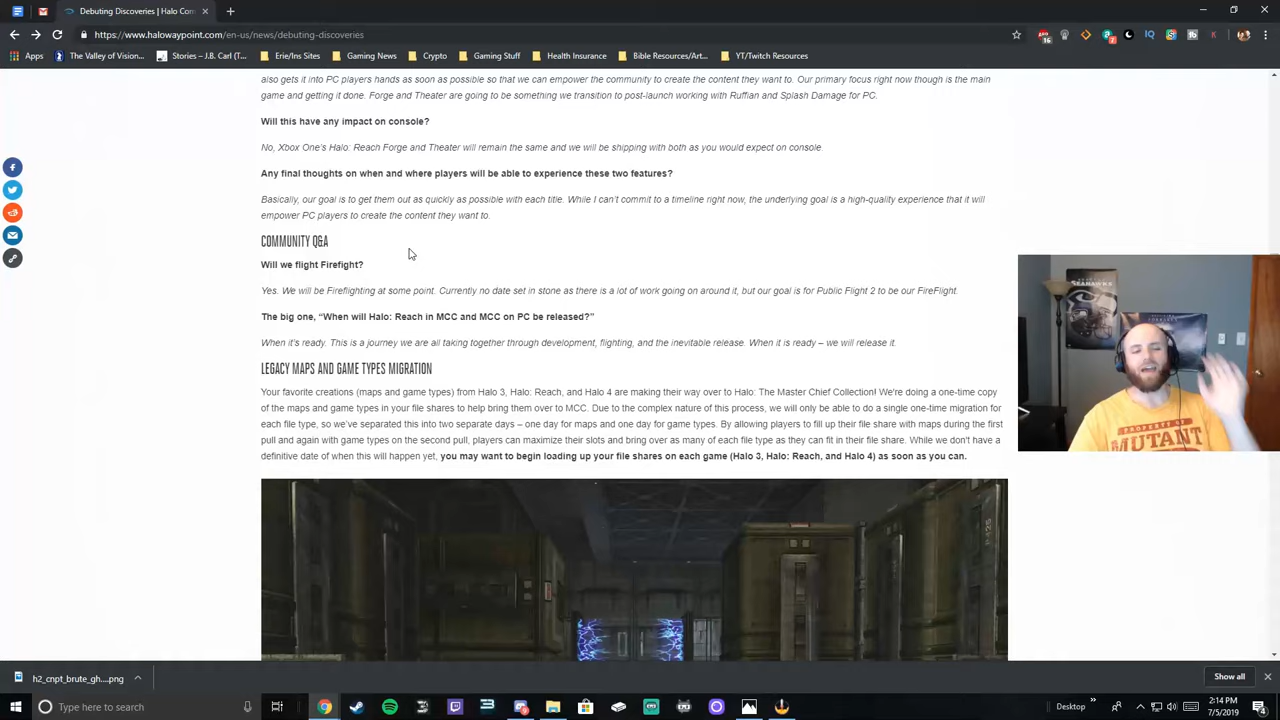 Debuting Discoveries | Halo Com
https://www.halowaypoint.com/en-us/news/debuting-discoveries
Apps
The Valley of Vision...
Stories – J.B. Carl (T...
Erie/Ins Sites
Gaming News
Crypto
Gaming Stuff
Health Insurance
Bible Resources/Art...
YT/Twitch Resources
also gets it into PC players hands as soon as possible so that we can empower the community to create the content they want to. Our primary focus right now though is the main
game and getting it done. Forge and Theater are going to be something we transition to post-launch working with Ruffian and Splash Damage for PC.
Will this have any impact on console?
No, Xbox One's Halo: Reach Forge and Theater will remain the same and we will be shipping with both as you would expect on console.
Any final thoughts on when and where players will be able to experience these two features?
Basically, our goal is to get them out as quickly as possible with each title. While I can't commit to a timeline right now, the underlying goal is a high-quality experience that it will
empower PC players to create the content they want to.
COMMUNITY Q&A
Will we flight Firefight?
Yes. We will be Fireflighting at some point. Currently no date set in stone as there is a lot of work going on around it, but our goal is for Public Flight 2 to be our FireFlight.
The big one, “When will Halo: Reach in MCC and MCC on PC be released?”
When it's ready. This is a journey we are all taking together through development, flighting, and the inevitable release. When it is ready – we will release it.
LEGACY MAPS AND GAME TYPES MIGRATION
Your favorite creations (maps and game types) from Halo 3, Halo: Reach, and Halo 4 are making their way over to Halo: The Master Chief Collection! We're doing a one-time copy
of the maps and game types in your file shares to help bring them over to MCC. Due to the complex nature of this process, we will only be able to do a single one-time migration for
each file type, so we've separated this into two separate days – one day for maps and one day for game types. By allowing players to fill up their file share with maps during the first
pull and again with game types on the second pull, players can maximize their slots and bring over as many of each file type as they can fit in their file share. While we don't have a
definitive date of when this will happen yet, you may want to begin loading up your file shares on each game (Halo 3, Halo: Reach, and Halo 4) as soon as you can.
SEAHAWKS
PROPERTY OF
MUTANT
h2_cnpt_brute_gh....png
Show all
Type here to search
Desktop
2:14 PM
7/5/2019